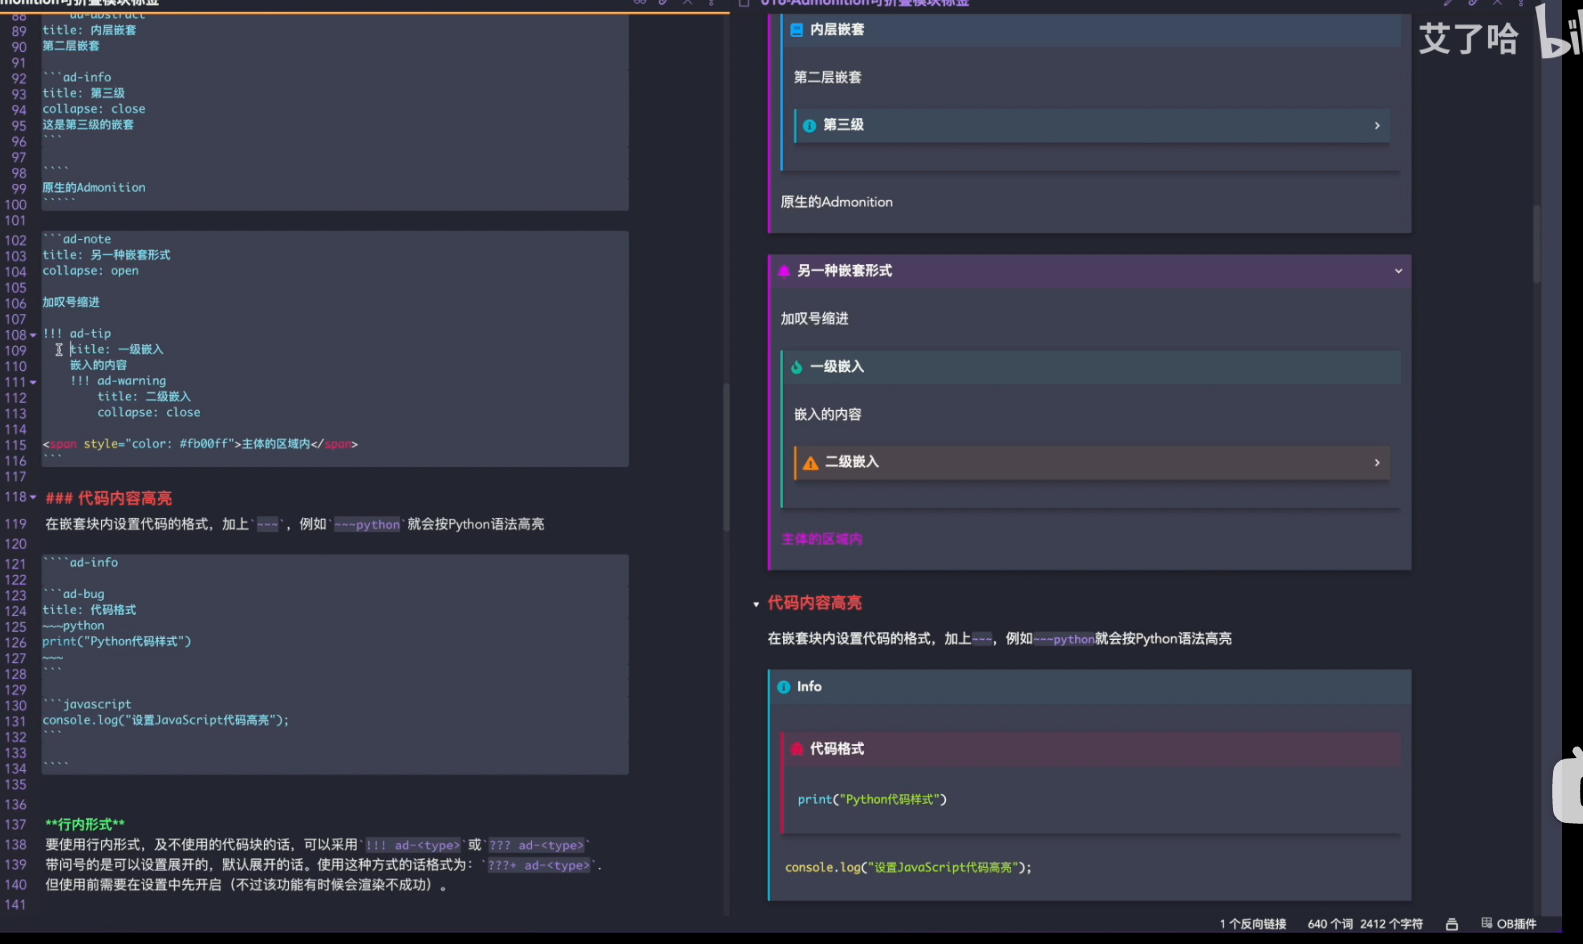 monition可折叠模块标签
88 ```ad-abstract
89 title: 内层嵌套
90 第二层嵌套
91
92 ```ad-info
93 title: 第三级
94 collapse: close
95 这是第三级的嵌套
96 ```
97
98 ````
99 原生的Admonition
100 `````
101
102 ```ad-note
103 title: 另一种嵌套形式
104 collapse: open
105
106 加叹号缩进
107
108 !!! ad-tip
109 title: 一级嵌入
110 嵌入的内容
111 !!! ad-warning
112 title: 二级嵌入
113 collapse: close
114
115 <span style="color: #fb00ff">主体的区域内</span>
116 ```
117
118 ### 代码内容高亮
119 在嵌套块内设置代码的格式，加上`~~~`，例如`~~~python`就会按Python语法高亮
120
121 ````ad-info
122
123 ```ad-bug
124 title: 代码格式
125 ~~~python
126 print("Python代码样式")
127 ~~~
128 ```
129
130 ```javascript
131 console.log("设置JavaScript代码高亮");
132 ```
133
134 ````
135
136
137 **行内形式**
138 要使用行内形式，及不使用的代码块的话，可以采用`!!! ad-<type>`或`??? ad-<type>`
139 带问号的是可以设置展开的，默认展开的话。使用这种方式的话格式为：`???+ ad-<type>`.
140 但使用前需要在设置中先开启（不过该功能有时候会渲染不成功）。
141
016-Admonition可折叠模块标签
内层嵌套
第二层嵌套
第三级
原生的Admonition
另一种嵌套形式
加叹号缩进
一级嵌入
嵌入的内容
二级嵌入
主体的区域内
代码内容高亮
在嵌套块内设置代码的格式，加上~~~，例如~~~python就会按Python语法高亮
Info
代码格式
print("Python代码样式")
console.log("设置JavaScript代码高亮");
1 个反向链接 640 个词 2412 个字符 OB插件
艾了哈 bili